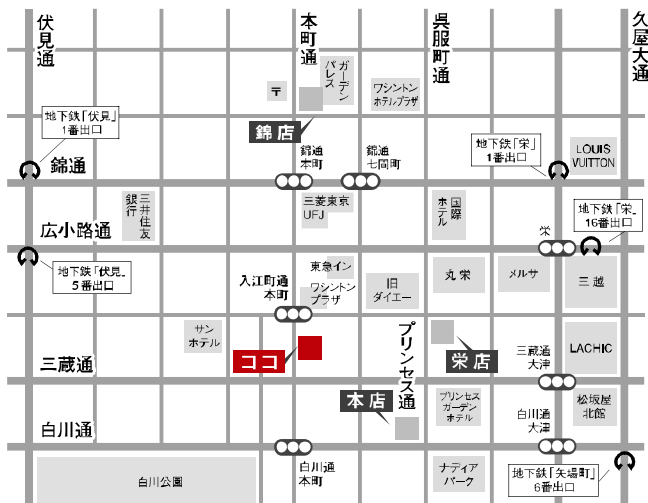 伏見通
本町通
呉服町通
久屋大通
ガーデン
パレス
〒
ワシントン
ホテルプラザ
地下鉄「伏見」
1番出口
錦店
錦通
本町
錦通
七間町
地下鉄「栄」
1番出口
LOUIS
VUITTON
錦通
三井住友
銀行
三菱東京
UFJ
国際
ホテル
地下鉄「栄」
16番出口
広小路通
栄
地下鉄「伏見」
5番出口
入江町通
本町
東急イン
ワシントン
プラザ
旧
ダイエー
丸栄
メルサ
三越
サン
ホテル
ココ
プリンセス通
栄店
三蔵通
大津
LACHIC
三蔵通
本店
プリンセス
ガーデン
ホテル
白川通
大津
松坂屋
北館
白川通
白川公園
白川通
本町
ナディア
パーク
地下鉄「矢場町」
6番出口